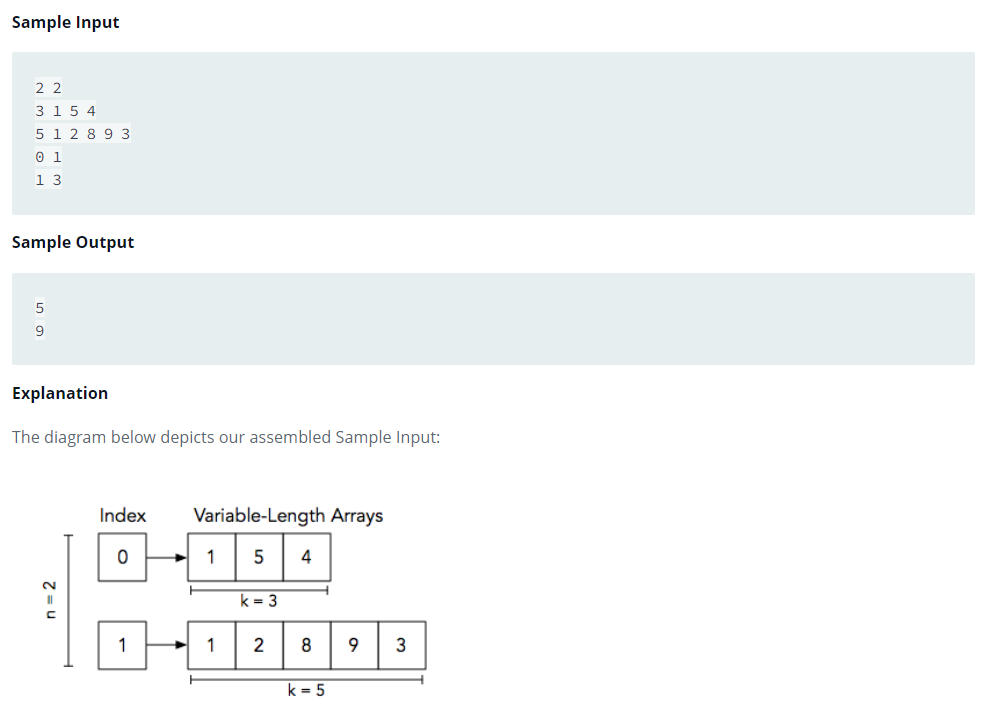 Sample Input
2 2
3 1 5 4
5 1 2 8 9 3
0 1
1 3
Sample Output
5
9
Explanation
The diagram below depicts our assembled Sample Input:
Index Variable-Length Arrays
0 1 5 4
k = 3
n = 2
1 1 2 8 9 3
k = 5